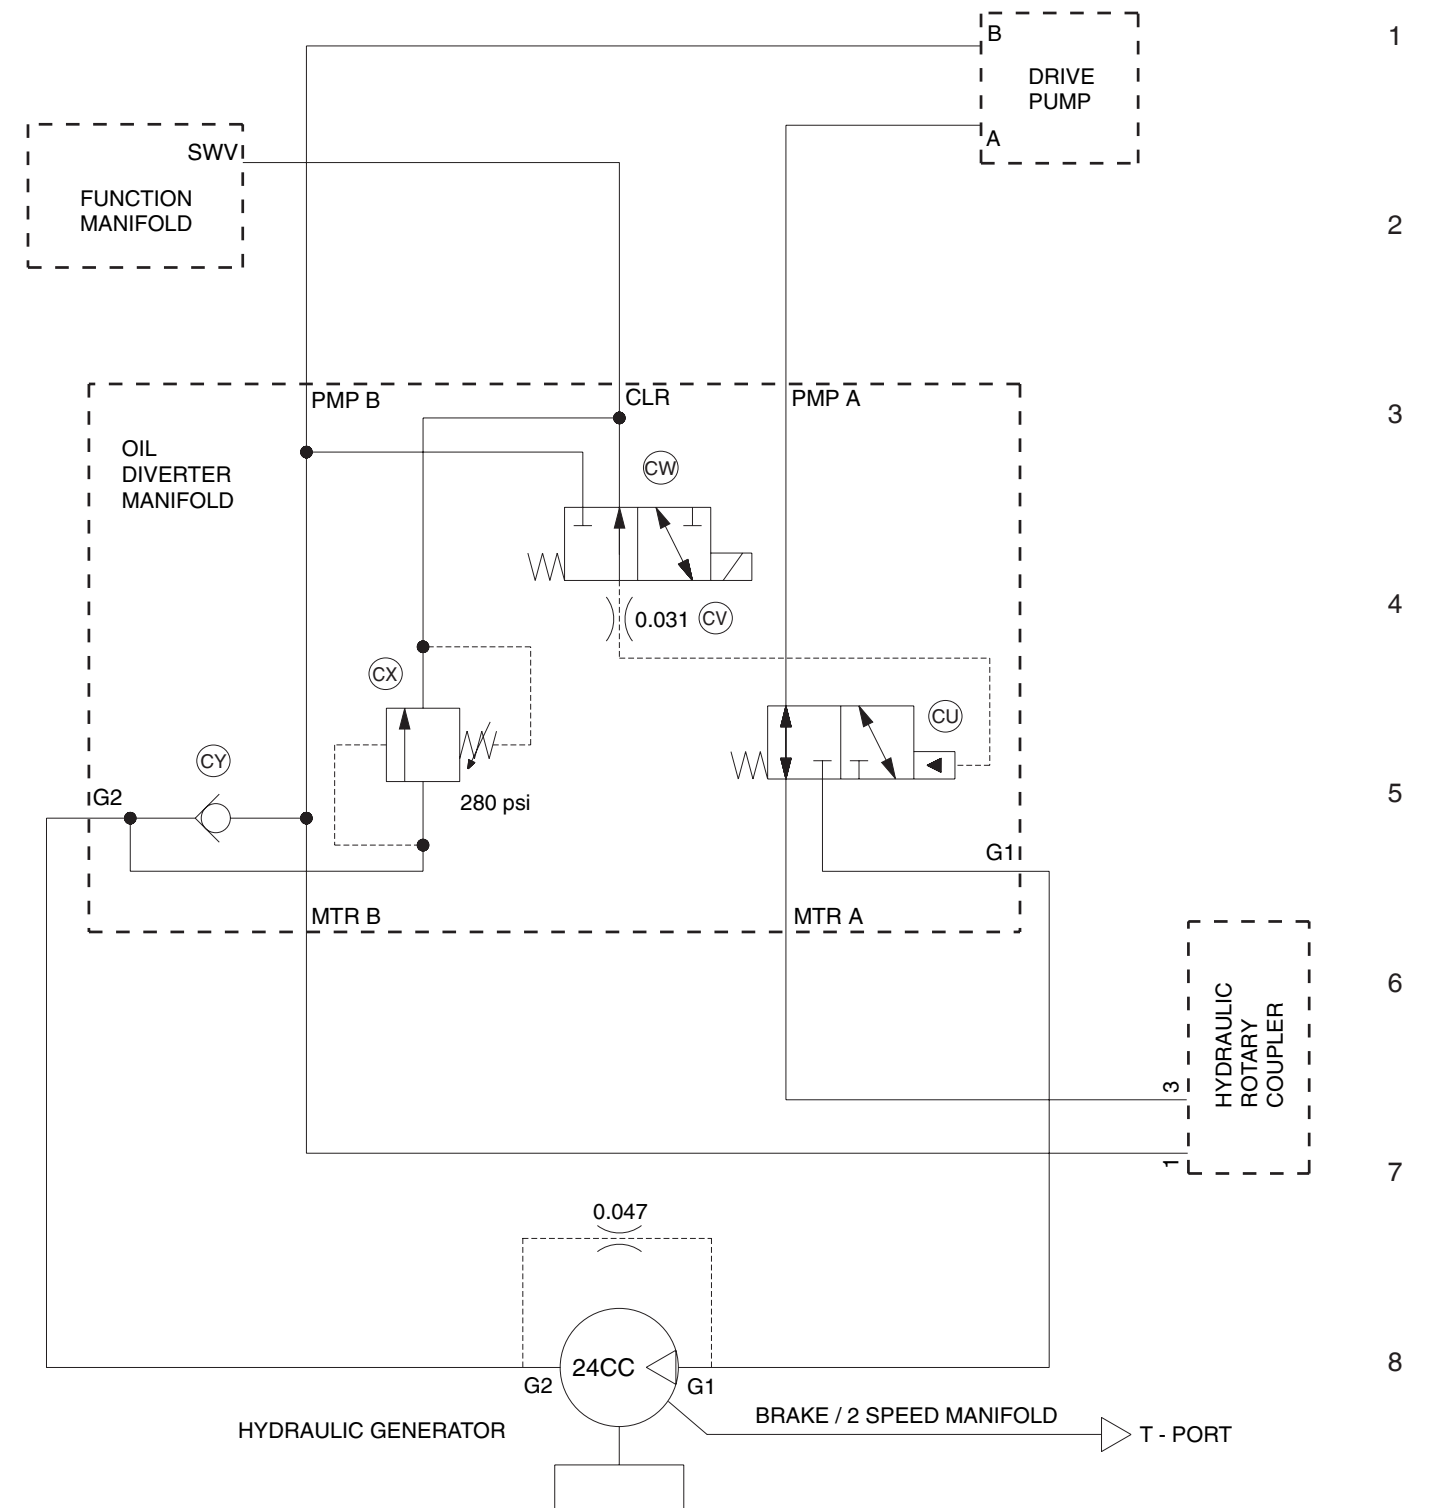 B
1
DRIVE
PUMP
A
SWV
FUNCTION
MANIFOLD
2
PMP B
CLR
PMP A
3
OIL
DIVERTER
MANIFOLD
CW
4
0.031
CV
CX
CU
CY
G2
280 psi
5
G1
MTR B
MTR A
6
HYDRAULIC
ROTARY
COUPLER
3
1
7
0.047
24CC
8
G2
G1
HYDRAULIC GENERATOR
BRAKE / 2 SPEED MANIFOLD
T - PORT